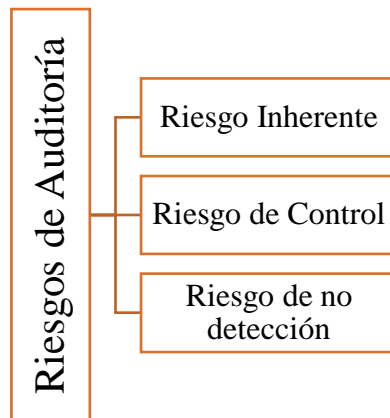 Riesgos de Auditoría
Riesgo Inherente
Riesgo de Control
Riesgo de no
detección